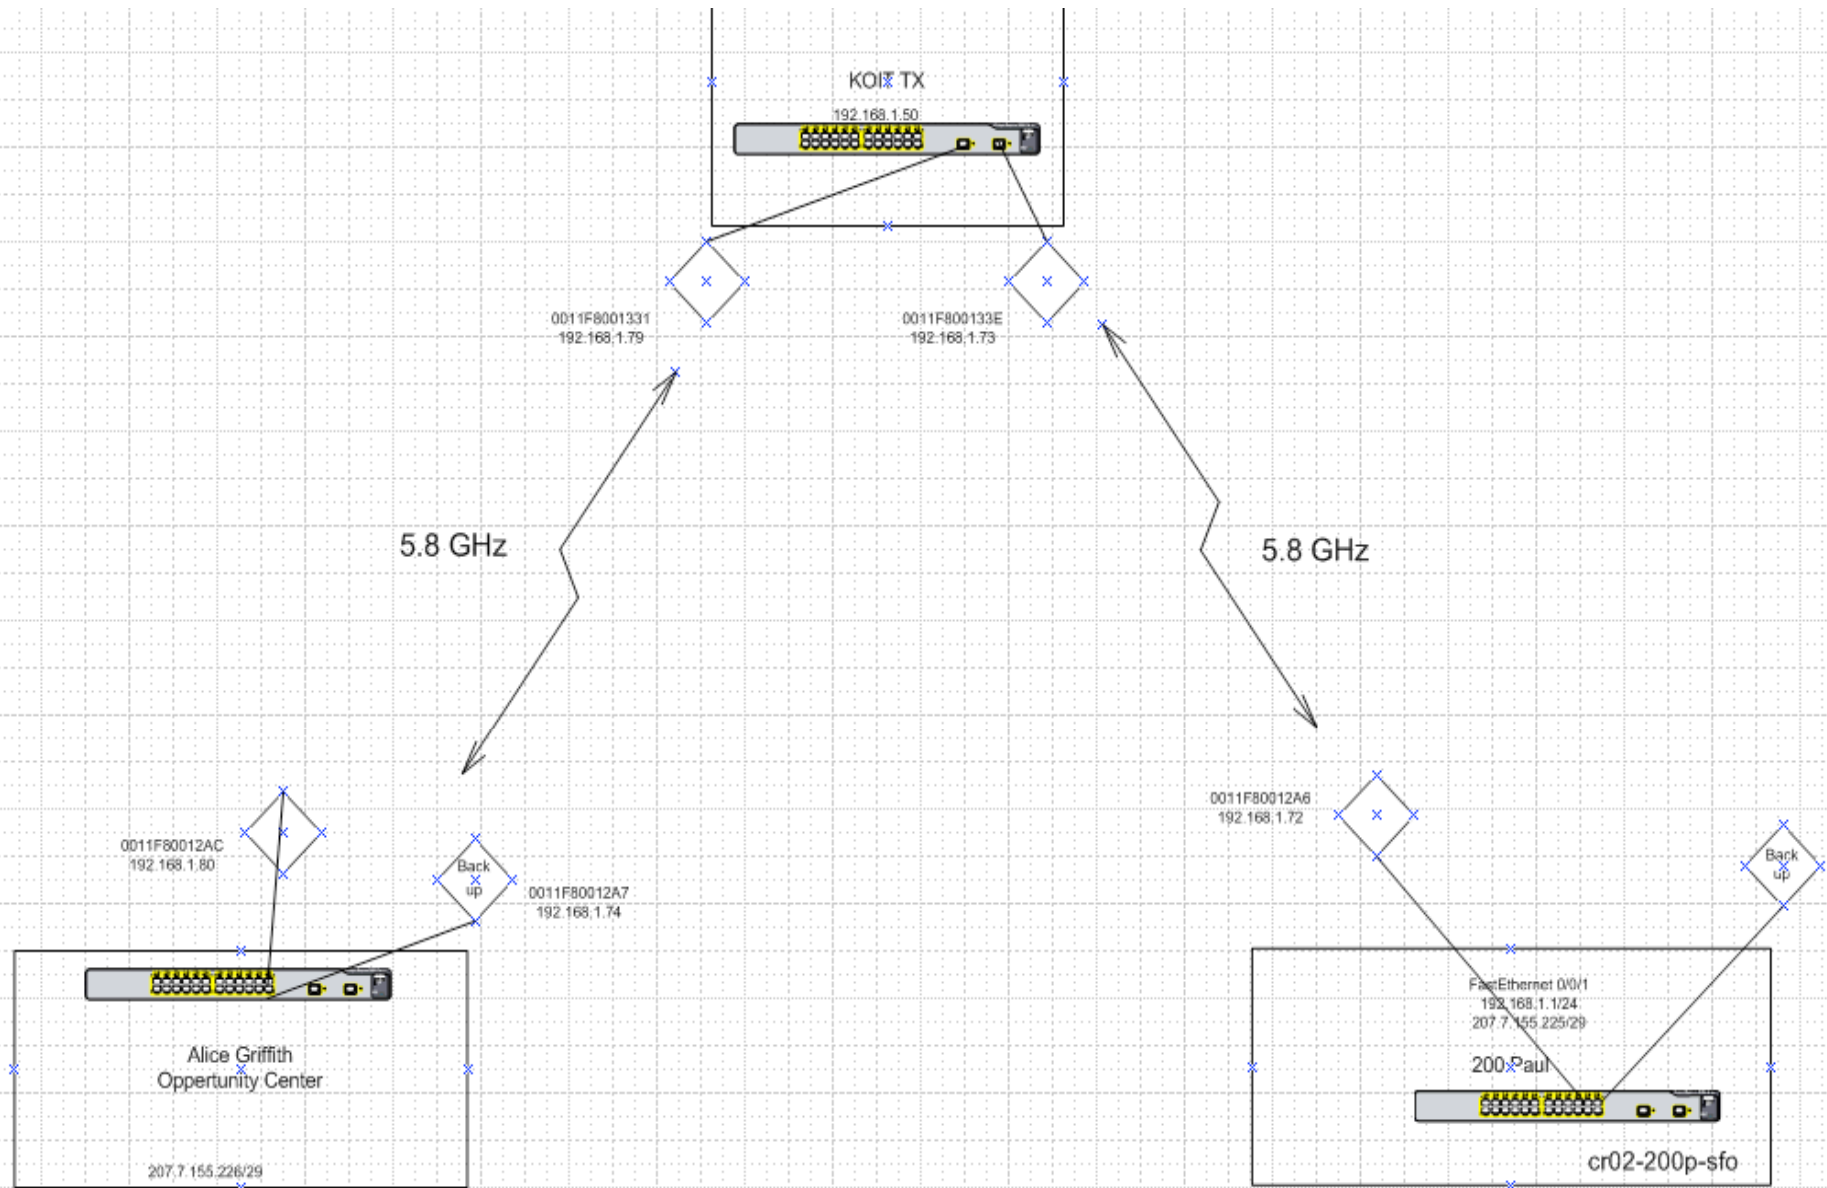 KOIT TX
192.168.1.50
0011F8001331
192.168.1.79
0011F800133E
192.168.1.73
5.8 GHz
5.8 GHz
0011F80012AC
192.168.1.80
Back
up
0011F80012A7
192.168.1.74
0011F80012A6
192.168.1.72
Back
up
Alice Griffith
Oppertunity Center
207.7.155.226/29
FastEthernet 0/0/1
192.168.1.1/24
207.7.155.225/29
200 Paul
cr02-200p-sfo